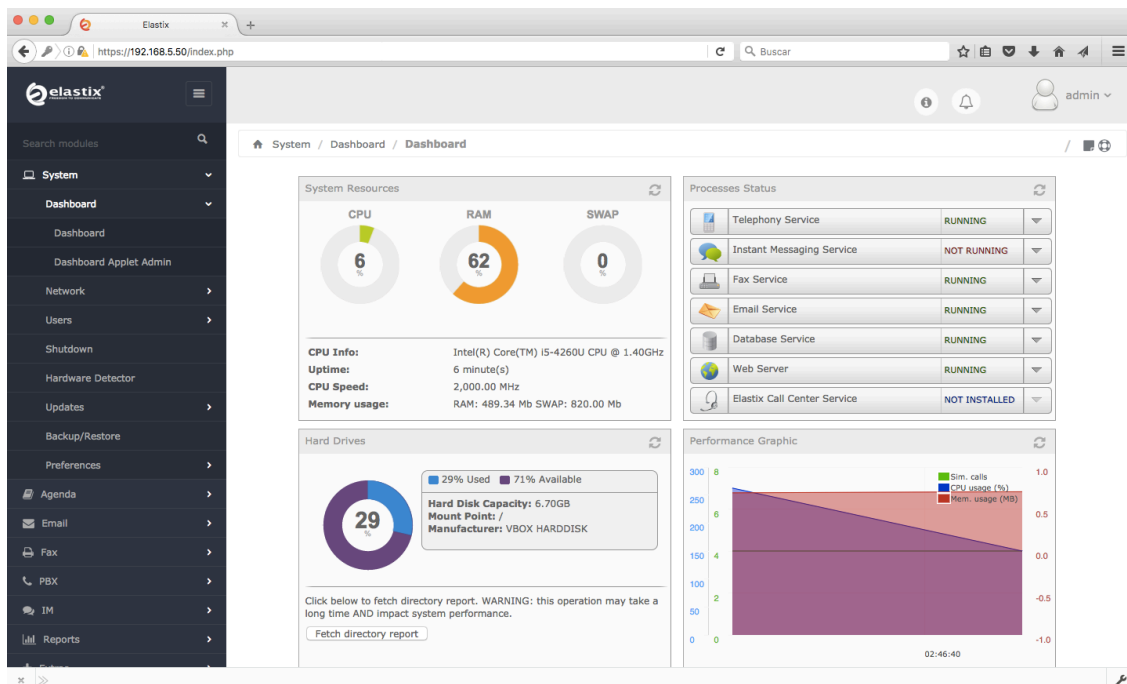 Elastix
https://192.168.5.50/index.php
Buscar
elastix
admin
Search modules
System / Dashboard / Dashboard
/
System
Dashboard
Dashboard
Dashboard Applet Admin
Network
Users
Shutdown
Hardware Detector
Updates
Backup/Restore
Preferences
Agenda
Email
Fax
PBX
IM
Reports
System Resources
CPU RAM SWAP
6 % 62 % 0 %
CPU Info: Intel(R) Core(TM) i5-4260U CPU @ 1.40GHz
Uptime: 6 minute(s)
CPU Speed: 2,000.00 MHz
Memory usage: RAM: 489.34 Mb SWAP: 820.00 Mb
Processes Status
Telephony Service RUNNING
Instant Messaging Service NOT RUNNING
Fax Service RUNNING
Email Service RUNNING
Database Service RUNNING
Web Server RUNNING
Elastix Call Center Service NOT INSTALLED
Hard Drives
29 %
29% Used 71% Available
Hard Disk Capacity: 6.70GB
Mount Point: /
Manufacturer: VBOX HARDDISK
Click below to fetch directory report. WARNING: this operation may take a
long time AND impact system performance.
Fetch directory report
Performance Graphic
300 8 1.0
Sim. calls
CPU usage (%)
Mem. usage (MB)
250
6 0.5
200
150 4 0.0
100
2 -0.5
50
0 0 -1.0
02:46:40